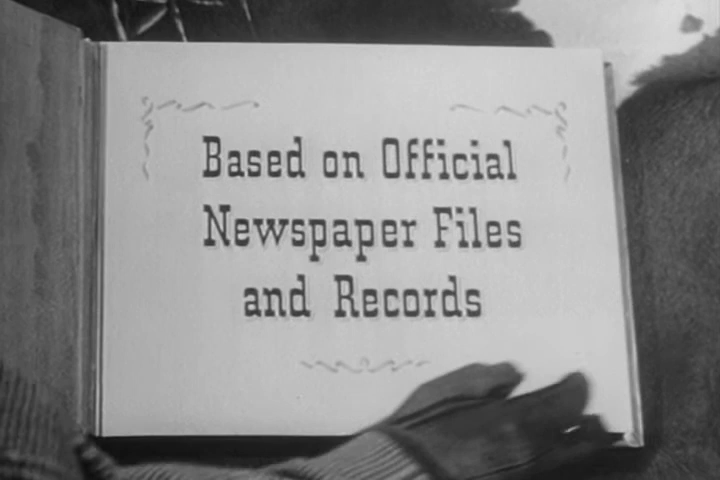 Based on Official
Newspaper Files
and Records